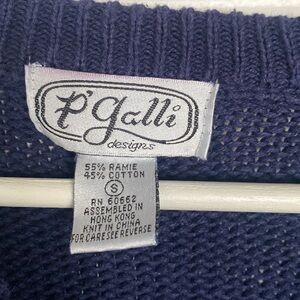 P'galli
designs
55% RAMIE
45% COTTON
S
RN 60662
ASSEMBLED IN
HONG KONG
KNIT IN CHINA
FOR CARE SEE REVERSE